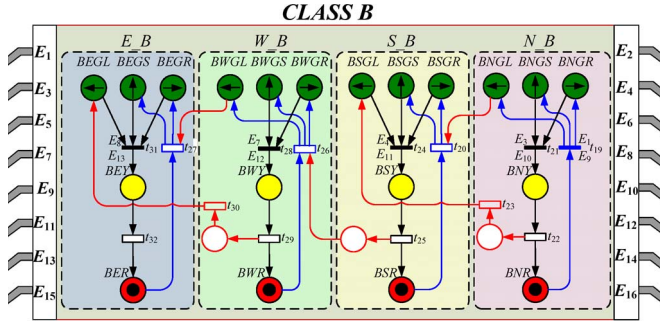 CLASS B
E_B W_B S_B N_B
BEGL BEGS BEGR BWGL BWGS BWGR BSGL BSGS BSGR BNGL BNGS BNGR
E1 E2
E3 E4
E5 E6
E7 E8
E9 E10
E11 E12
E13 E14
E15 E16
E8 E13 t31 t27
E7 E12 t28 t26
E4 E11 t24 t20
E3 E10 t21 E1 E9 t19
BEY BWY BSY BNY
t30 t23
t32 t29 t25 t22
BER BWR BSR BNR